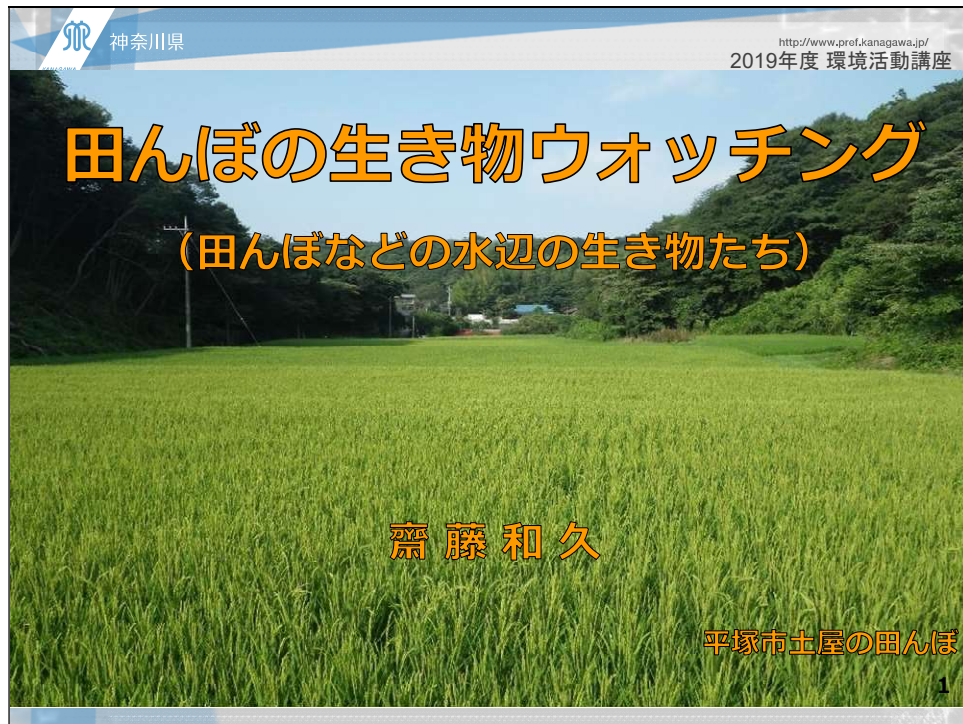 神奈川県
KANAGAWA
http://www.pref.kanagawa.jp/
2019年度 環境活動講座
田んぼの生き物ウォッチング
（田んぼなどの水辺の生き物たち）
齋 藤 和 久
平塚市土屋の田んぼ
1